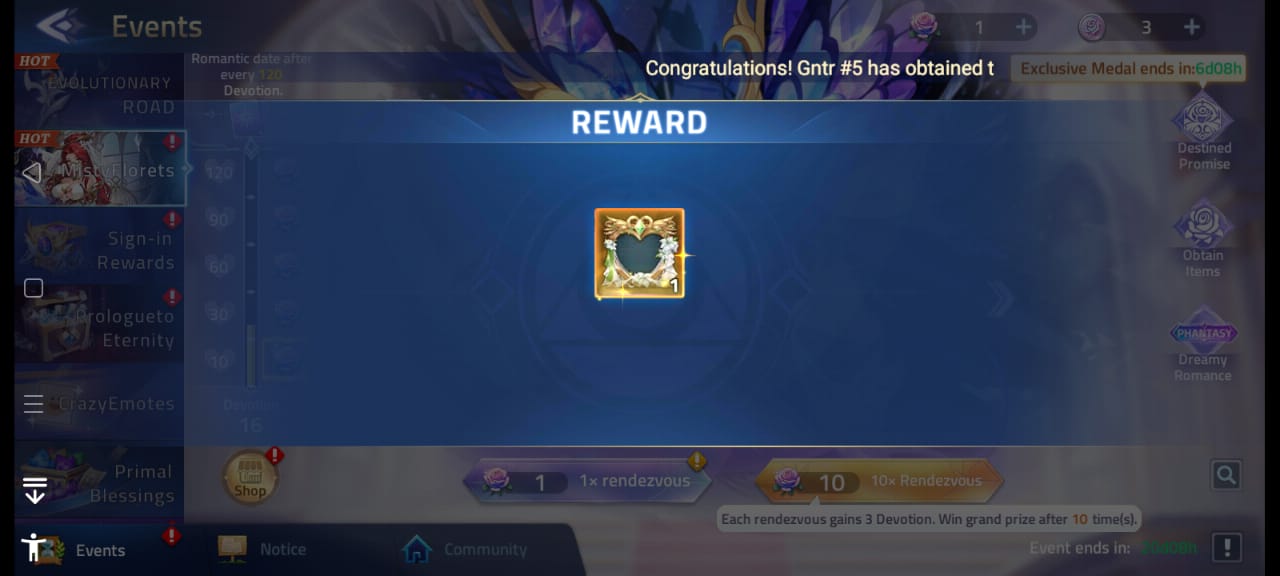 Events
1
3
HOT
EVOLUTIONARY
ROAD
Romantic date after
every 120
Devotion.
Congratulations! Gntr #5 has obtained t
Exclusive Medal ends in:6d08h
REWARD
HOT
MistyFlorets
Destined
Promise
120
90
60
30
10
Sign-in
Rewards
Obtain
Items
1
Prologueto
Eternity
PHANTASY
Dreamy
Romance
CrazyEmotes
Devotion
16
Primal
Blessings
Shop
1
1× rendezvous
10
10× Rendezvous
Each rendezvous gains 3 Devotion. Win grand prize after 10 time(s).
Events
Notice
Community
Event ends in: 20d08h